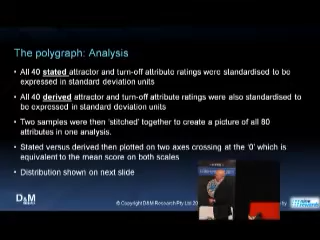 The polygraph: Analysis
• All 40 stated attractor and turn-off attribute ratings were standardised to be
expressed in standard deviation units
• All 40 derived attractor and turn-off attribute ratings were also standardised to
be expressed in standard deviation units
• Two samples were then ‘stitched’ together to create a picture of all 80
attributes in one analysis.
• Stated versus derived then plotted on two axes crossing at the ‘0’ which is
equivalent to the mean score on both scales
• Distribution shown on next slide
D&M
© Copyright D&M Research Pty Ltd
nine
rewards